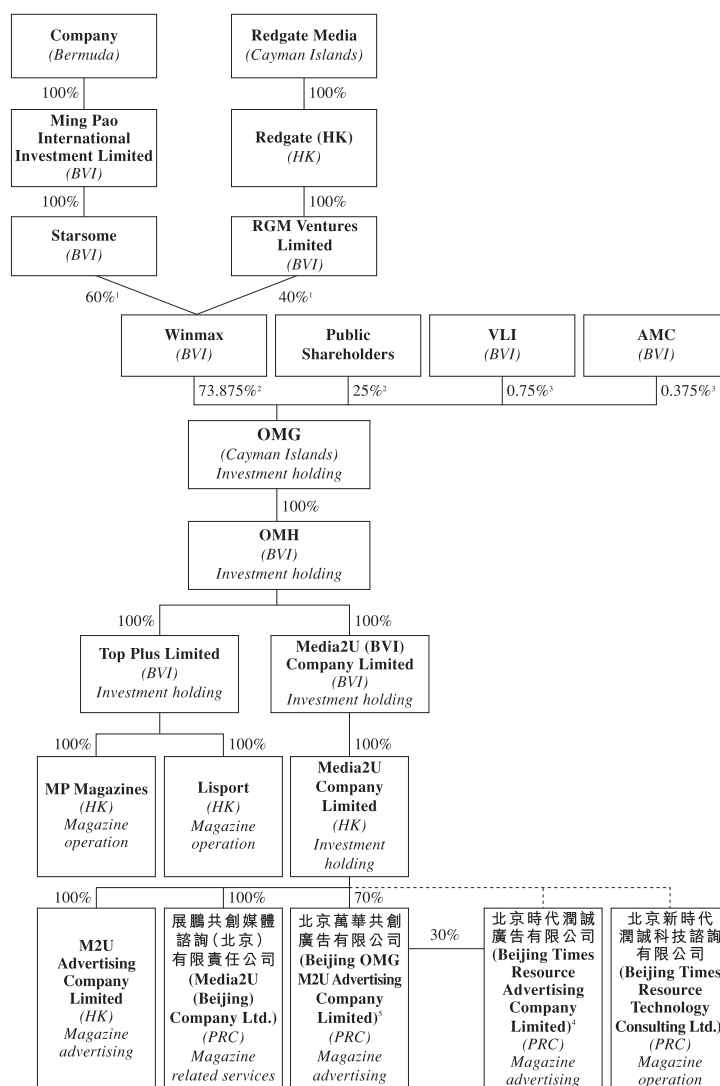 Company
(Bermuda)
Redgate Media
(Cayman Islands)
100%
100%
Ming Pao
International
Investment Limited
(BVI)
Redgate (HK)
(HK)
100%
100%
Starsome
(BVI)
RGM Ventures
Limited
(BVI)
60%1
40%1
Winmax
(BVI)
Public
Shareholders
VLI
(BVI)
AMC
(BVI)
73.875%2
25%2
0.75%3
0.375%3
OMG
(Cayman Islands)
Investment holding
100%
OMH
(BVI)
Investment holding
100%
100%
Top Plus Limited
(BVI)
Investment holding
Media2U (BVI)
Company Limited
(BVI)
Investment holding
100%
100%
100%
MP Magazines
(HK)
Magazine
operation
Lisport
(HK)
Magazine
operation
Media2U
Company
Limited
(HK)
Investment
holding
100%
100%
70%
M2U
Advertising
Company
Limited
(HK)
Magazine
advertising
展鵬共創媒體
諮詢(北京)
有限責任公司
(Media2U
(Beijing)
Company Ltd.)
(PRC)
Magazine
related services
北京萬華共創
廣告有限公司
(Beijing OMG
M2U Advertising
Company
Limited)5
(PRC)
Magazine
advertising
30%
北京時代潤誠
廣告有限公司
(Beijing Times
Resource
Advertising
Company
Limited)4
(PRC)
Magazine
advertising
北京新時代
潤誠科技諮詢
有限公司
(Beijing Times
Resource
Technology
Consulting Ltd.)
(PRC)
Magazine
operation